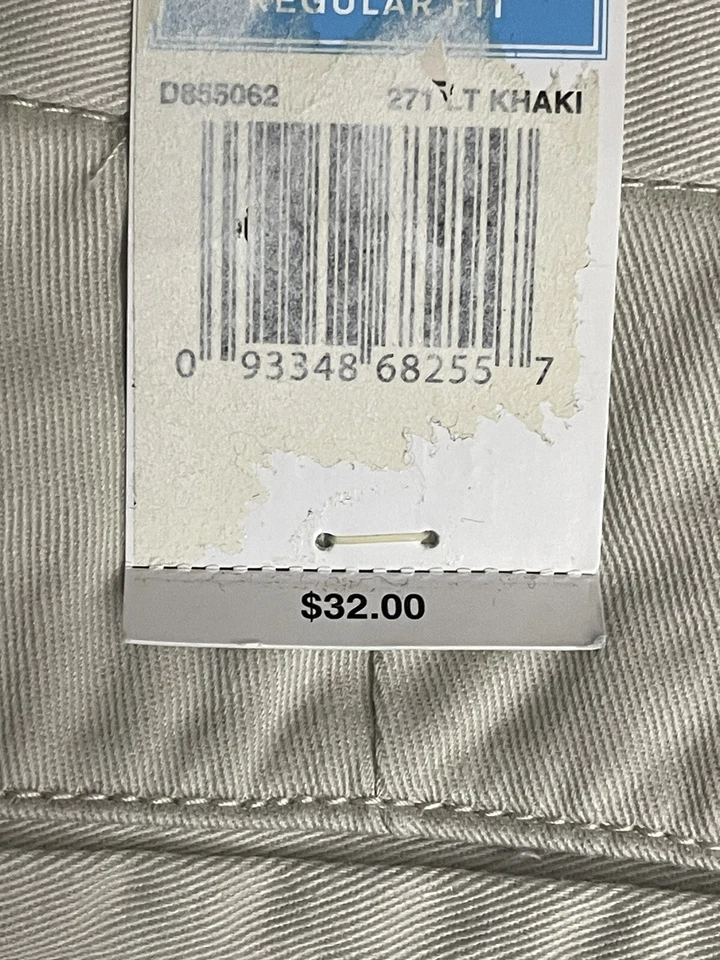 REGULAR FIT
D855062 271 LT KHAKI
0 93348 68255 7
$32.00